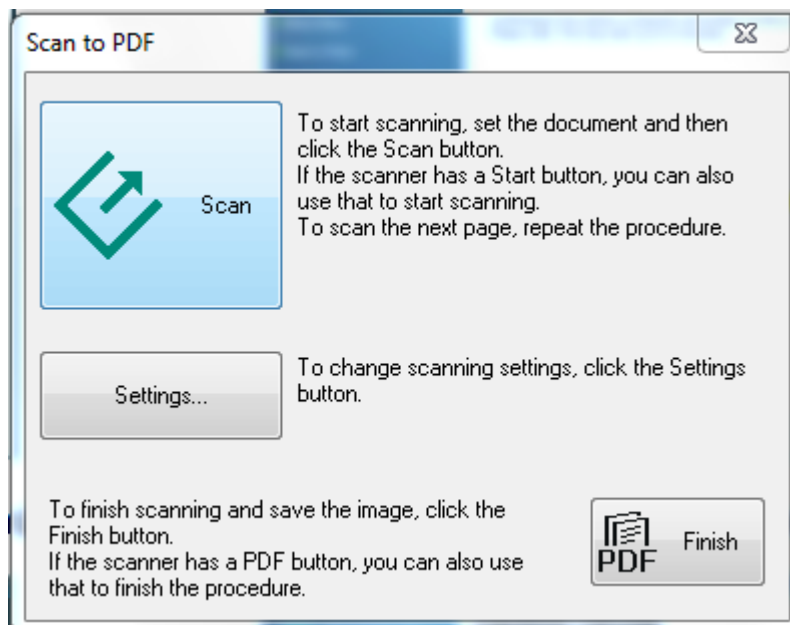 Scan to PDF
Scan
To start scanning, set the document and then
click the Scan button.
If the scanner has a Start button, you can also
use that to start scanning.
To scan the next page, repeat the procedure.
Settings...
To change scanning settings, click the Settings
button.
To finish scanning and save the image, click the
Finish button.
If the scanner has a PDF button, you can also use
that to finish the procedure.
PDF
Finish